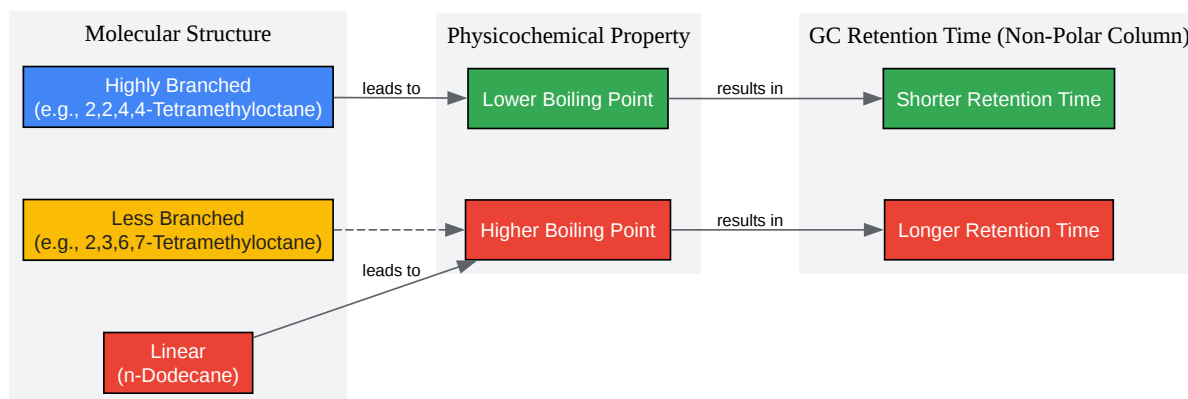 Molecular Structure
Physicochemical Property
GC Retention Time (Non-Polar Column)
Highly Branched
(e.g., 2,2,4,4-Tetramethyloctane)
leads to
Lower Boiling Point
results in
Shorter Retention Time
Less Branched
(e.g., 2,3,6,7-Tetramethyloctane)
Higher Boiling Point
results in
Longer Retention Time
leads to
Linear
(n-Dodecane)